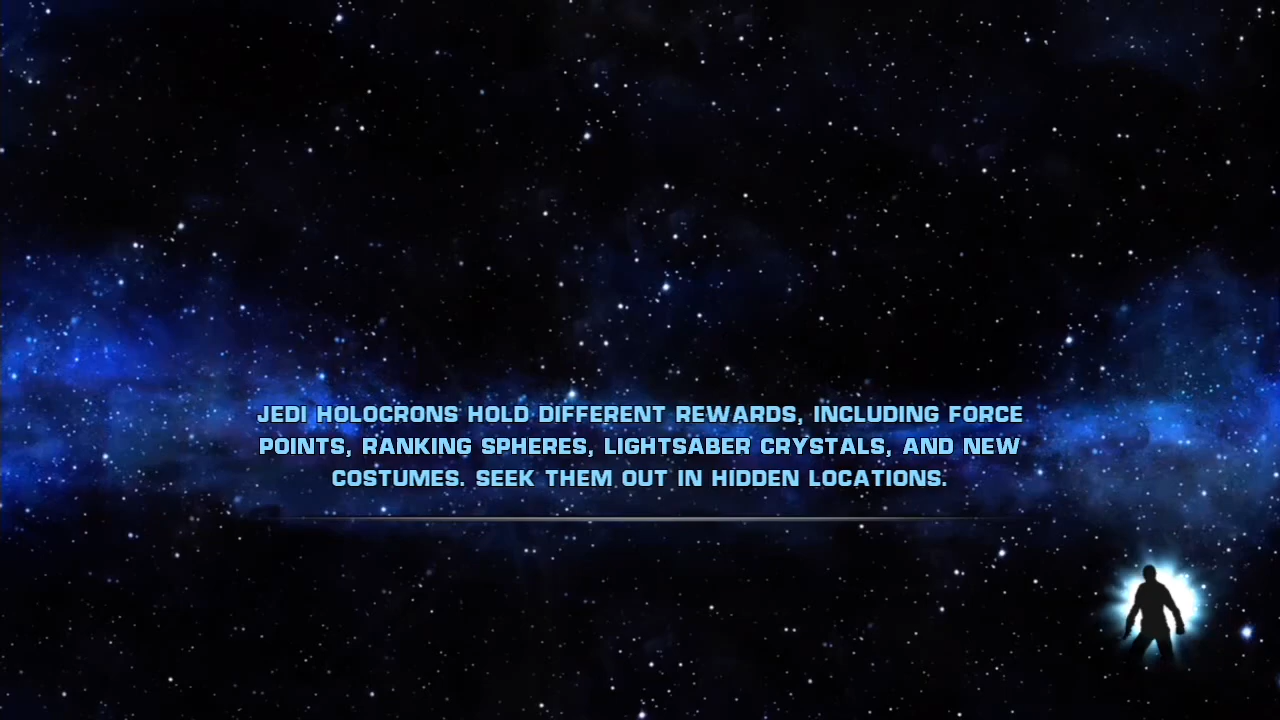 JEDI HOLOCRONS HOLD DIFFERENT REWARDS, INCLUDING FORCE
POINTS, RANKING SPHERES, LIGHTSABER CRYSTALS, AND NEW
COSTUMES. SEEK THEM OUT IN HIDDEN LOCATIONS.